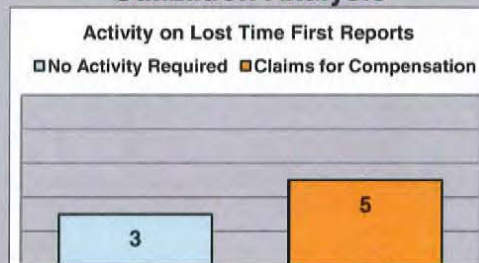 Activity on Lost Time First Reports
No Activity Required Claims for Compensation
5
3